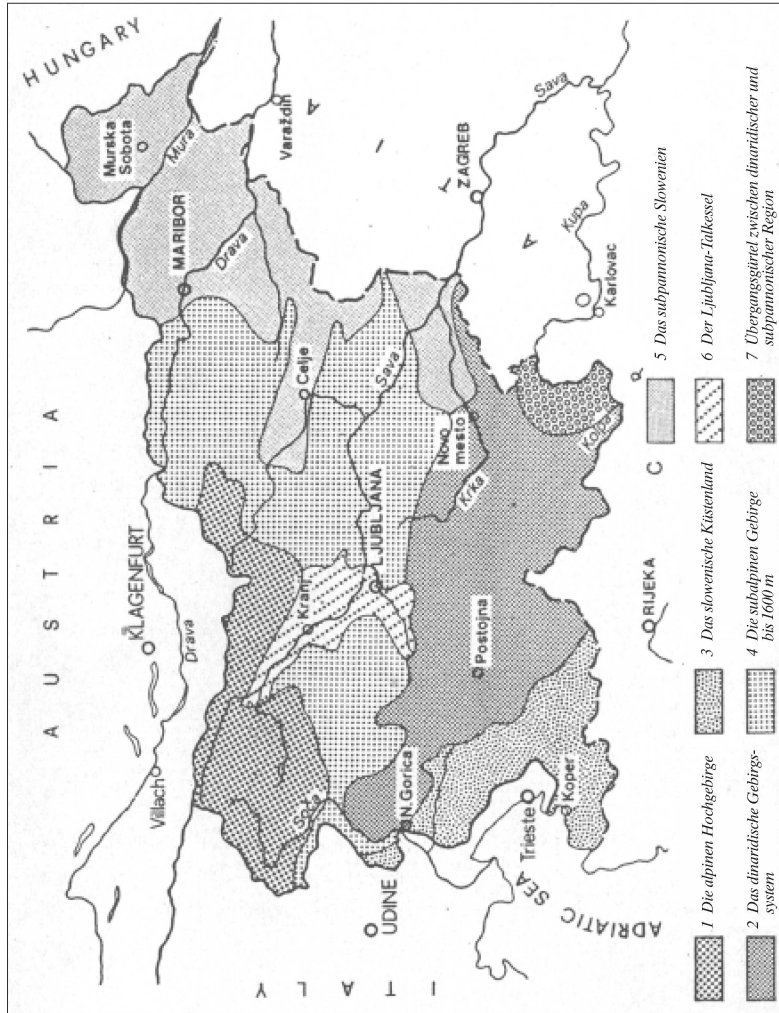 HUNGARY
AUSTRIA
ITALY
ADRIATIC SEA
Murska
Sobota
Mura
MARIBOR
Drava
Varaždin
KLAGENFURT
Drava
Villach
Celje
Sava
ZAGREB
Sava
Kupa
Karlovac
Kranj
LJUBLJANA
Novo
mesto
Krka
Kolpa
Soča
N. Gorica
UDINE
Postojna
Trieste
Koper
RIJEKA
C
A
T
I
A
1 Die alpinen Hochgebirge
2 Das dinaridische Gebirgs-
system
3 Das slowenische Küstenland
4 Die subalpinen Gebirge
bis 1600 m
5 Das subpannonische Slowenien
6 Der Ljubljana-Talkessel
7 Übergangsgürtel zwischen dinaridischer und
subpannonischer Region